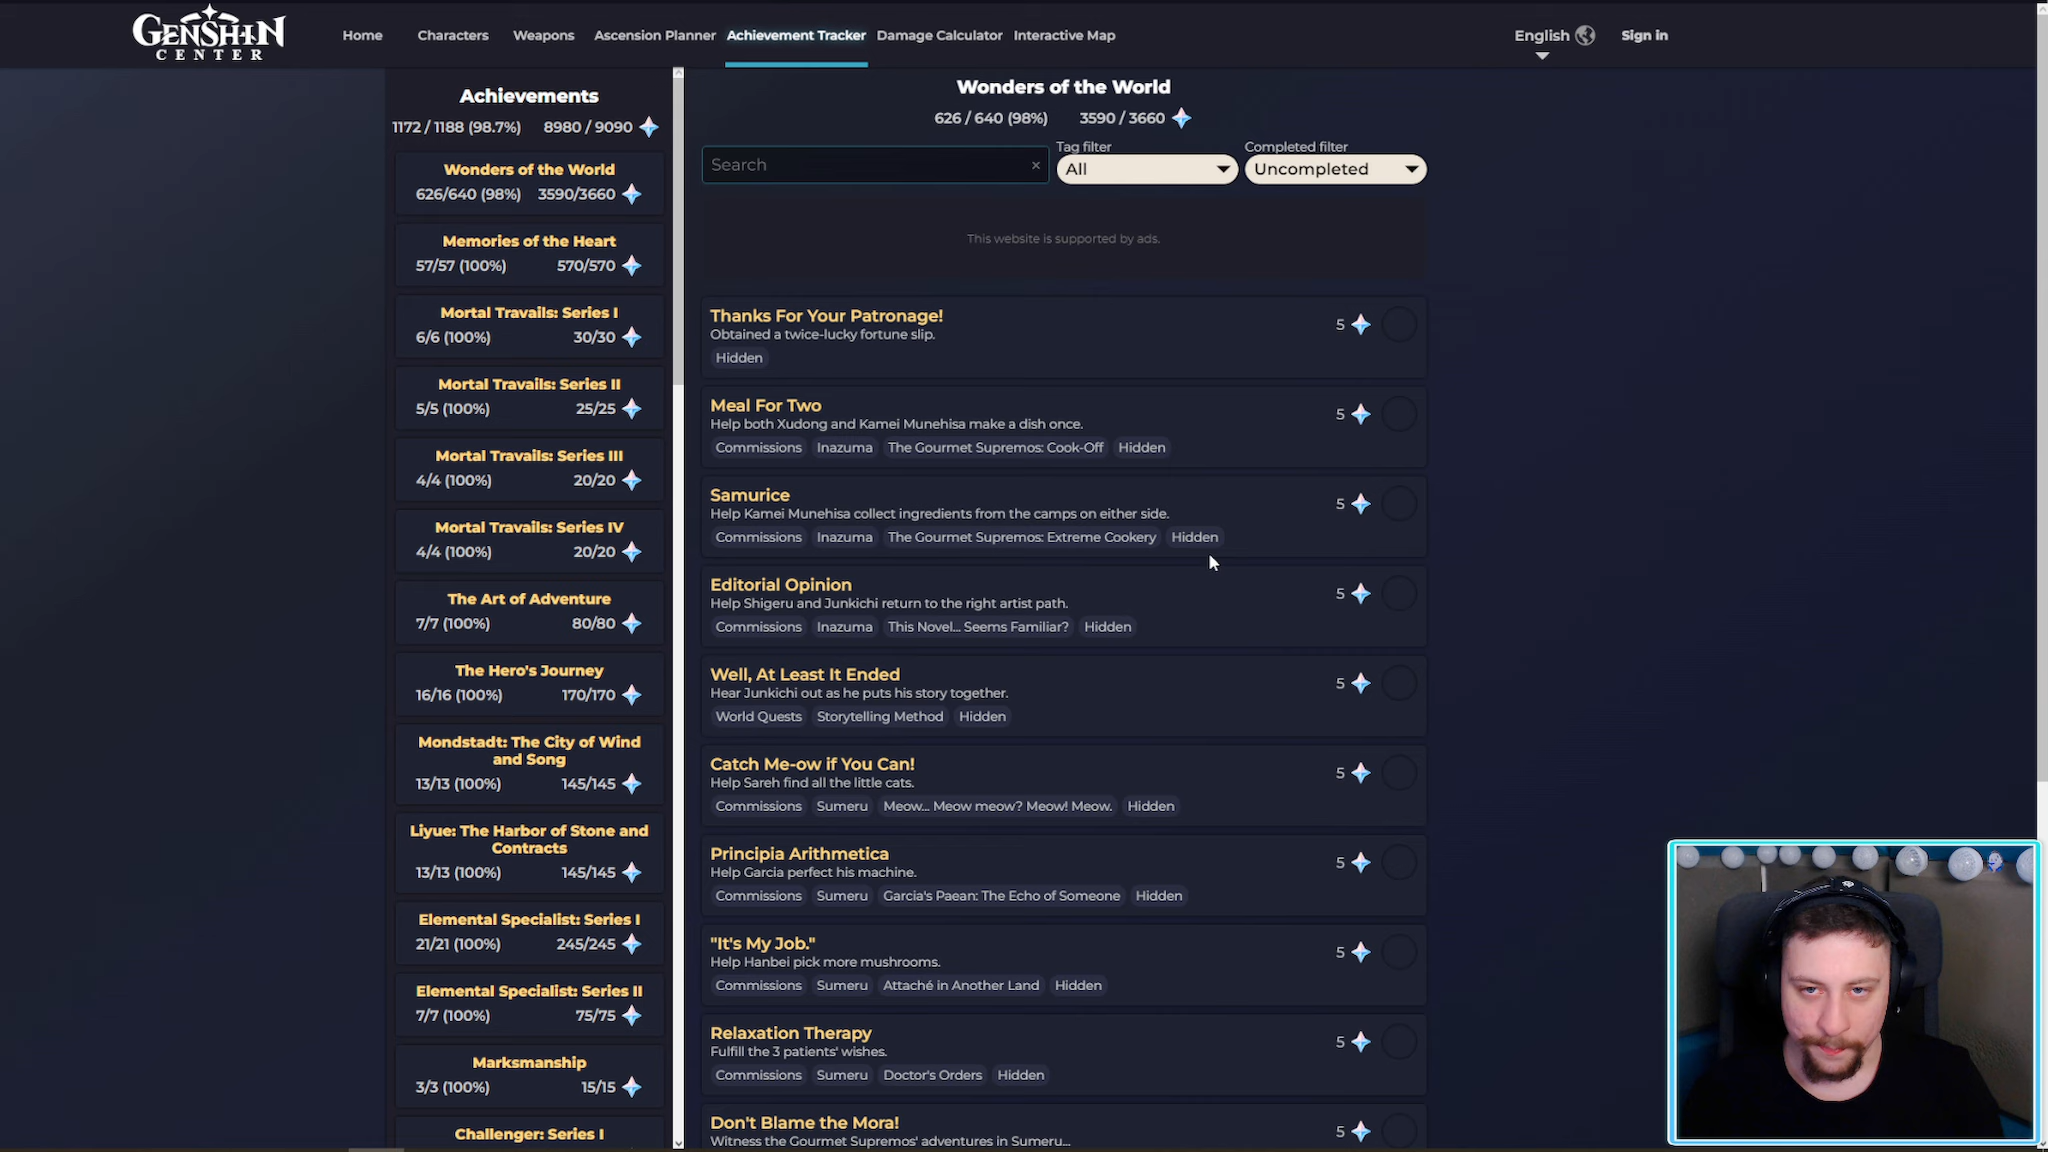 GENSHIN
CENTER
Home
Characters
Weapons
Ascension Planner
Achievement Tracker
Damage Calculator
Interactive Map
English
Sign in
Achievements
1172 / 1188 (98.7%) 8980 / 9090
Wonders of the World
626/640 (98%) 3590/3660
Memories of the Heart
57/57 (100%) 570/570
Mortal Travails: Series I
6/6 (100%) 30/30
Mortal Travails: Series II
5/5 (100%) 25/25
Mortal Travails: Series III
4/4 (100%) 20/20
Mortal Travails: Series IV
4/4 (100%) 20/20
The Art of Adventure
7/7 (100%) 80/80
The Hero's Journey
16/16 (100%) 170/170
Mondstadt: The City of Wind
and Song
13/13 (100%) 145/145
Liyue: The Harbor of Stone and
Contracts
13/13 (100%) 145/145
Elemental Specialist: Series I
21/21 (100%) 245/245
Elemental Specialist: Series II
7/7 (100%) 75/75
Marksmanship
3/3 (100%) 15/15
Challenger: Series I
Wonders of the World
626 / 640 (98%) 3590 / 3660
Search ×
Tag filter
All
Completed filter
Uncompleted
This website is supported by ads.
Thanks For Your Patronage!
Obtained a twice-lucky fortune slip.
Hidden
5
Meal For Two
Help both Xudong and Kamei Munehisa make a dish once.
Commissions Inazuma The Gourmet Supremos: Cook-Off Hidden
5
Samurice
Help Kamei Munehisa collect ingredients from the camps on either side.
Commissions Inazuma The Gourmet Supremos: Extreme Cookery Hidden
5
Editorial Opinion
Help Shigeru and Junkichi return to the right artist path.
Commissions Inazuma This Novel... Seems Familiar? Hidden
5
Well, At Least It Ended
Hear Junkichi out as he puts his story together.
World Quests Storytelling Method Hidden
5
Catch Me-ow if You Can!
Help Sareh find all the little cats.
Commissions Sumeru Meow... Meow meow? Meow! Meow. Hidden
5
Principia Arithmetica
Help Garcia perfect his machine.
Commissions Sumeru Garcia's Paean: The Echo of Someone Hidden
5
"It's My Job."
Help Hanbei pick more mushrooms.
Commissions Sumeru Attaché in Another Land Hidden
5
Relaxation Therapy
Fulfill the 3 patients' wishes.
Commissions Sumeru Doctor's Orders Hidden
5
Don't Blame the Mora!
Witness the Gourmet Supremos' adventures in Sumeru...
5